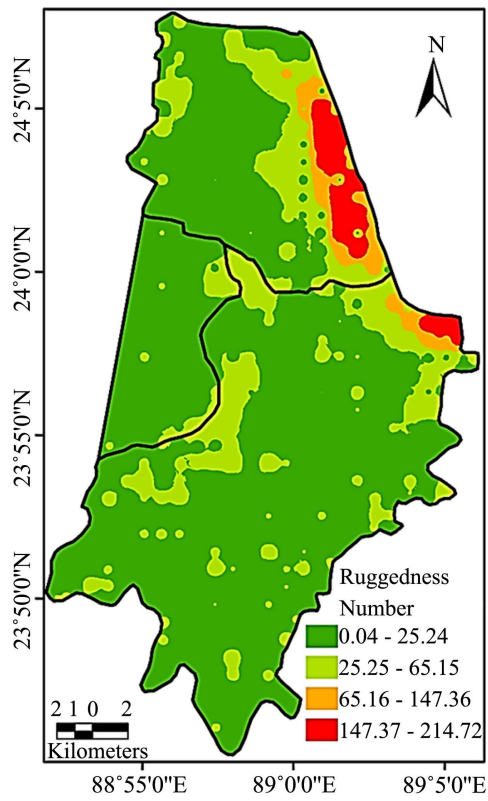 N
24°5'0"N
24°0'0"N
23°55'0"N
23°50'0"N
Ruggedness
Number
0.04 - 25.24
25.25 - 65.15
65.16 - 147.36
147.37 - 214.72
2 1 0 2
Kilometers
88°55'0"E 89°0'0"E 89°5'0"E